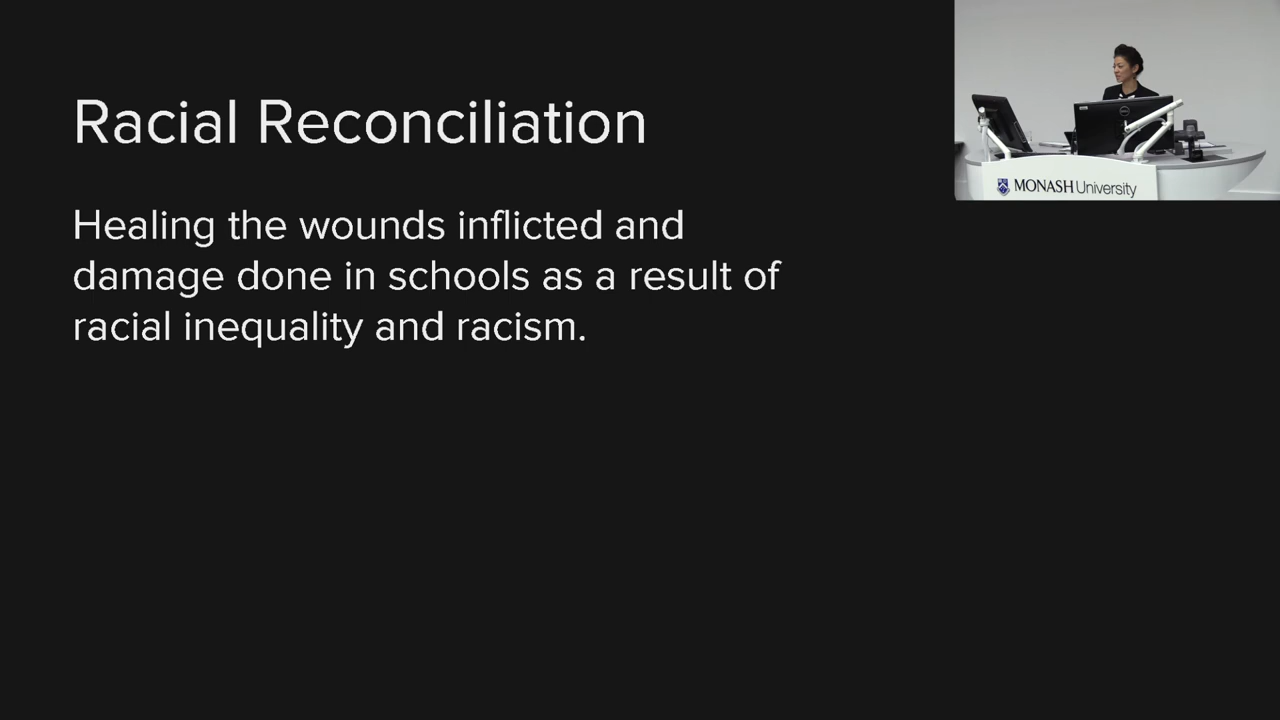 Racial Reconciliation
Healing the wounds inflicted and
damage done in schools as a result of
racial inequality and racism.
MONASH University